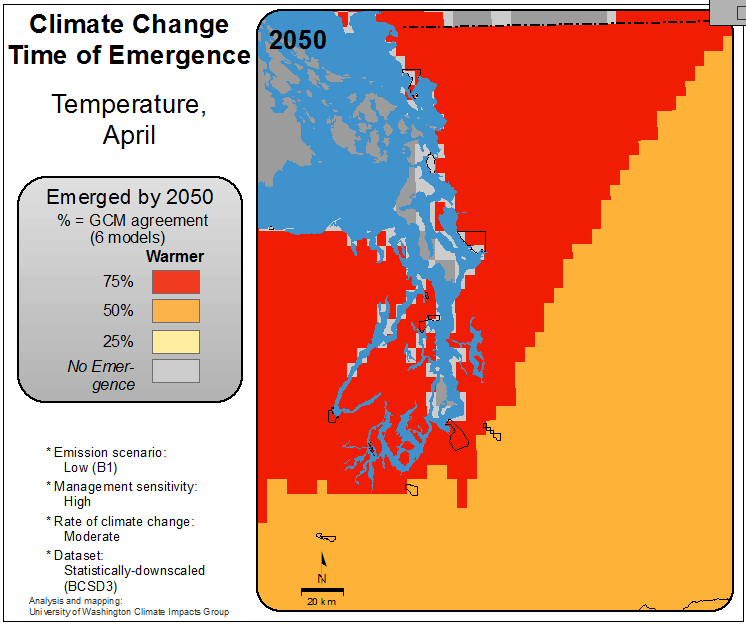 Climate Change
Time of Emergence
Temperature,
April
Emerged by 2050
% = GCM agreement
(6 models)
Warmer
75%
50%
25%
No Emer-
gence
* Emission scenario:
Low (B1)
* Management sensitivity:
High
* Rate of climate change:
Moderate
* Dataset:
Statistically-downscaled
(BCSD3)
Analysis and mapping:
University of Washington Climate Impacts Group
2050
N
20 km